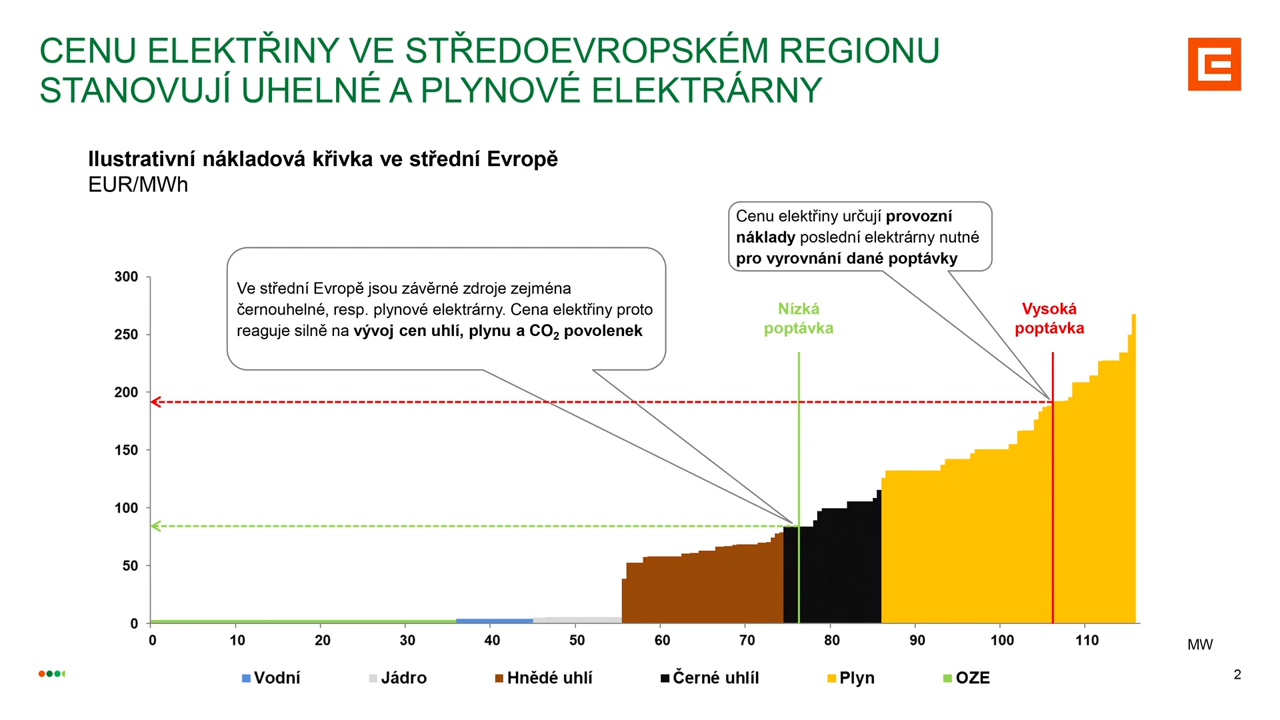 CENU ELEKTŘINY VE STŘEDOEVROPSKÉM REGIONU
STANOVUJÍ UHELNÉ A PLYNOVÉ ELEKTRÁRNY
Ilustrativní nákladová křivka ve střední Evropě
EUR/MWh
Cenu elektřiny určují provozní
náklady poslední elektrárny nutné
pro vyrovnání dané poptávky
Ve střední Evropě jsou závěrné zdroje zejména
černouhelné, resp. plynové elektrárny. Cena elektřiny proto
reaguje silně na vývoj cen uhlí, plynu a CO2 povolenek
Nízká
poptávka
Vysoká
poptávka
300
250
200
150
100
50
0
0 10 20 30 40 50 60 70 80 90 100 110
MW
Vodní Jádro Hnědé uhlí Černé uhlíl Plyn OZE
2